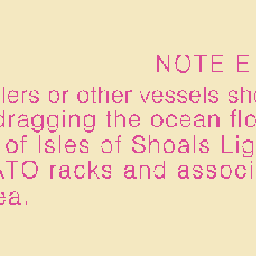 NOTE E
lers or other vessels sho
dragging the ocean flo
of Isles of Shoals Lig
ATO racks and associ
ea.